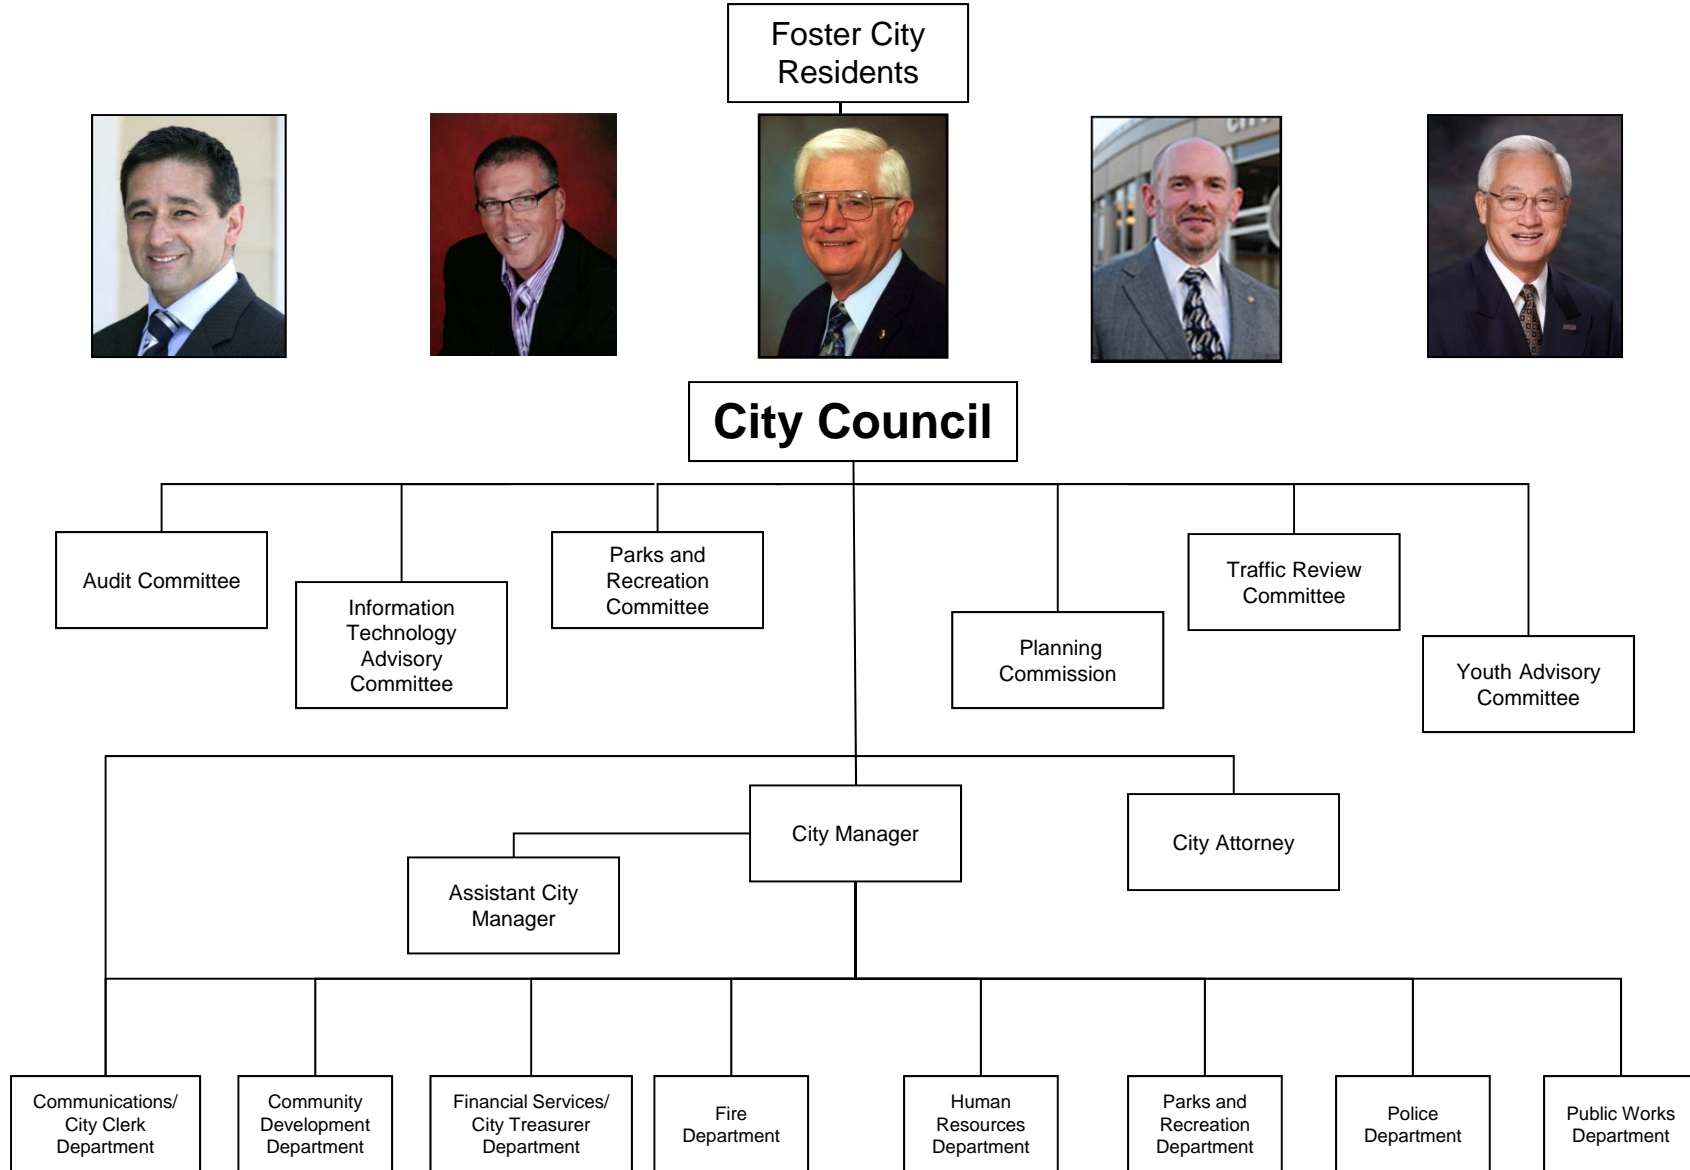 Foster City
Residents
City Council
Audit Committee
Information
Technology
Advisory
Committee
Parks and
Recreation
Committee
Planning
Commission
Traffic Review
Committee
Youth Advisory
Committee
City Manager
City Attorney
Assistant City
Manager
Communications/
City Clerk
Department
Community
Development
Department
Financial Services/
City Treasurer
Department
Fire
Department
Human
Resources
Department
Parks and
Recreation
Department
Police
Department
Public Works
Department